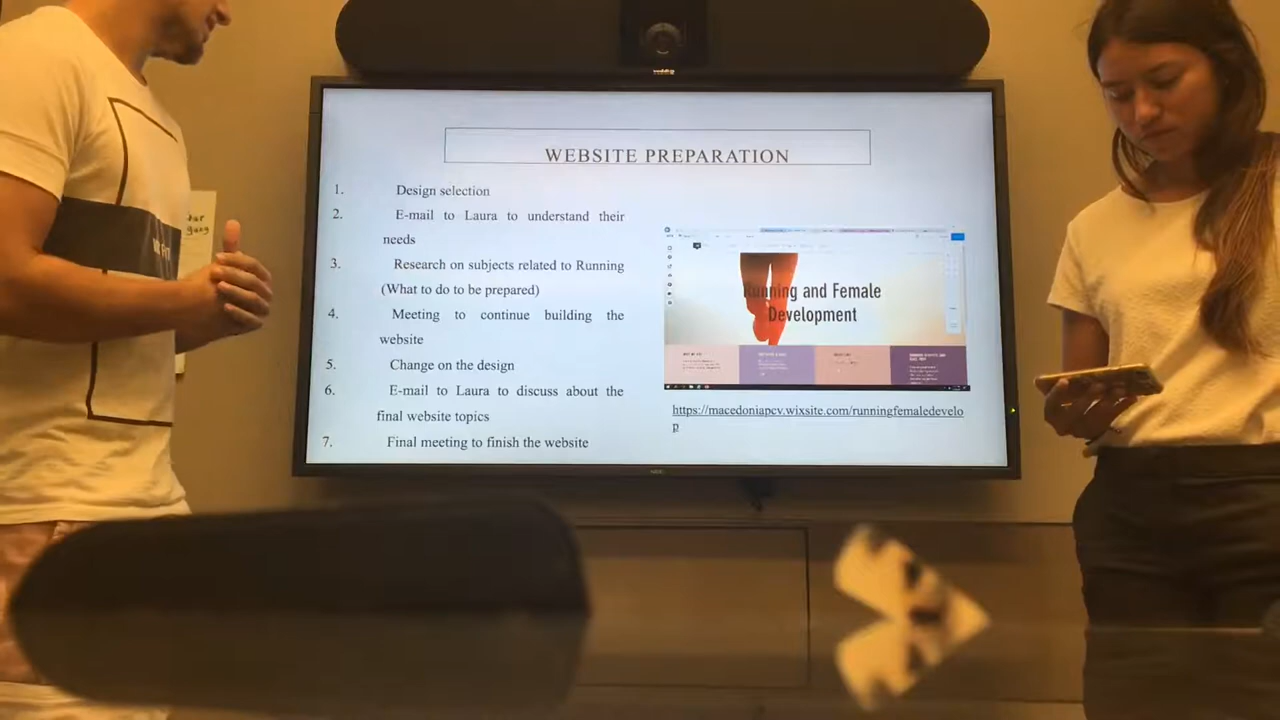 WEBSITE PREPARATION
1. Design selection
2. E-mail to Laura to understand their
needs
3. Research on subjects related to Running
(What to do to be prepared)
4. Meeting to continue building the
website
5. Change on the design
6. E-mail to Laura to discuss about the
final website topics
7. Final meeting to finish the website
Running and Female
Development
https://macedoniapcv.wixsite.com/runningfemaledevelo
p
NEC